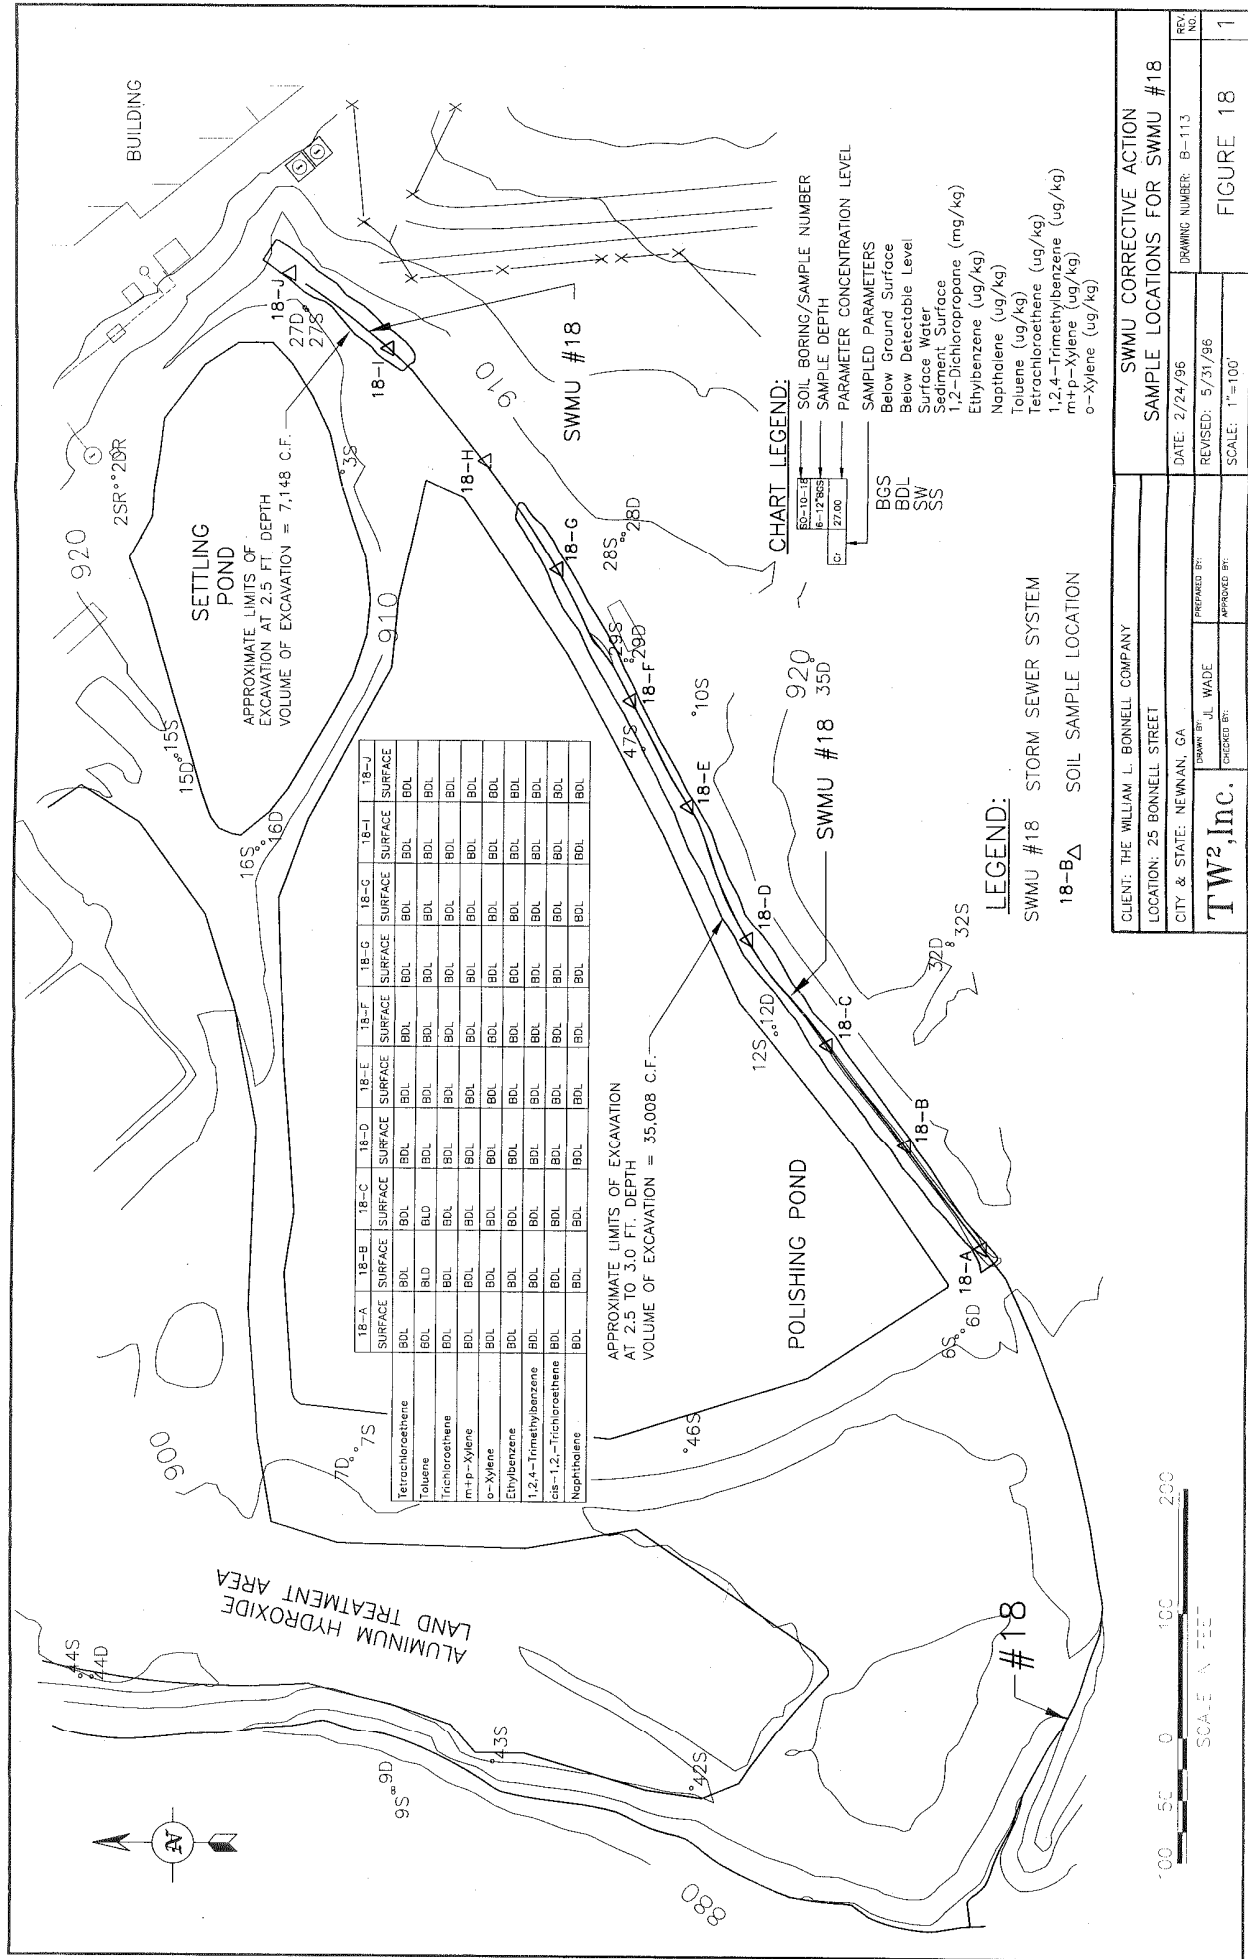 BUILDING
920
2SR 2DR
SETTLING
POND
APPROXIMATE LIMITS OF
EXCAVATION AT 2.5 FT. DEPTH
VOLUME OF EXCAVATION = 7,148 C.F.
15D 15S
16S 16D
3S
27D
27S
18-J
18-I
18-H
18-G
18-F
18-E
18-D
18-C
18-B
18-A
910
910
SWMU #18
28S 28D
29S
29D
47S
10S
920
35D
SWMU #18
12S 12D
32D 32S
6S 6D
46S
7D 7S
900
POLISHING POND
APPROXIMATE LIMITS OF EXCAVATION
AT 2.5 TO 3.0 FT. DEPTH
VOLUME OF EXCAVATION = 35,008 C.F.
18-A 18-B 18-C 18-D 18-E 18-F 18-G 18-G 18-I 18-J
SURFACE SURFACE SURFACE SURFACE SURFACE SURFACE SURFACE SURFACE SURFACE SURFACE
Tetrachloroethene BDL BDL BDL BDL BDL BDL BDL BDL BDL BDL
Toluene BDL BLD BLD BDL BDL BDL BDL BDL BDL BDL
Trichloroethene BDL BDL BDL BDL BDL BDL BDL BDL BDL BDL
m+p-Xylene BDL BDL BDL BDL BDL BDL BDL BDL BDL BDL
o-Xylene BDL BDL BDL BDL BDL BDL BDL BDL BDL BDL
Ethylbenzene BDL BDL BDL BDL BDL BDL BDL BDL BDL BDL
1,2,4-Trimethylbenzene BDL BDL BDL BDL BDL BDL BDL BDL BDL BDL
cis-1,2,-Trichloroethene BDL BDL BDL BDL BDL BDL BDL BDL BDL BDL
Naphthalene BDL BDL BDL BDL BDL BDL BDL BDL BDL BDL
ALUMINUM HYDROXIDE
LAND TREATMENT AREA
44S
44D
43S
42S
9S 9D
880
#18
N
100 50 0 100 200
SCALE IN FEET
CHART LEGEND:
SO-10-18 SOIL BORING/SAMPLE NUMBER
6-12"BGS SAMPLE DEPTH
Cr 27.00 PARAMETER CONCENTRATION LEVEL
SAMPLED PARAMETERS
BGS Below Ground Surface
BDL Below Detectable Level
SW Surface Water
SS Sediment Surface
1,2-Dichloropropane (mg/kg)
Ethylbenzene (ug/kg)
Napthalene (ug/kg)
Toluene (ug/kg)
Tetrachloroethene (ug/kg)
1,2,4-Trimethylbenzene (ug/kg)
m+p-Xylene (ug/kg)
o-Xylene (ug/kg)
LEGEND:
SWMU #18 STORM SEWER SYSTEM
18-B△ SOIL SAMPLE LOCATION
CLIENT: THE WILLIAM L. BONNELL COMPANY
LOCATION: 25 BONNELL STREET
CITY & STATE: NEWNAN, GA
TW², Inc.
DRAWN BY: JL WADE
PREPARED BY:
CHECKED BY:
APPROVED BY:
SWMU CORRECTIVE ACTION
SAMPLE LOCATIONS FOR SWMU #18
DATE: 2/24/96
REVISED: 5/31/96
SCALE: 1"=100'
DRAWING NUMBER: B-113
REV. NO.
FIGURE 18
1